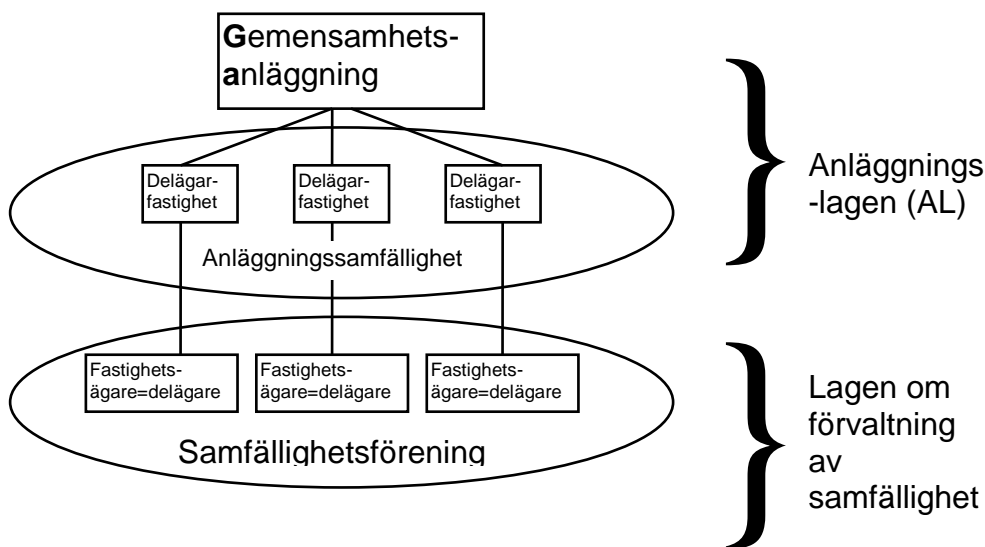 Gemensamhets-
anläggning
Delägar-
fastighet
Delägar-
fastighet
Delägar-
fastighet
Anläggningssamfällighet
Anläggnings
-lagen (AL)
Fastighets-
ägare=delägare
Fastighets-
ägare=delägare
Fastighets-
ägare=delägare
Samfällighetsförening
Lagen om
förvaltning
av
samfällighet